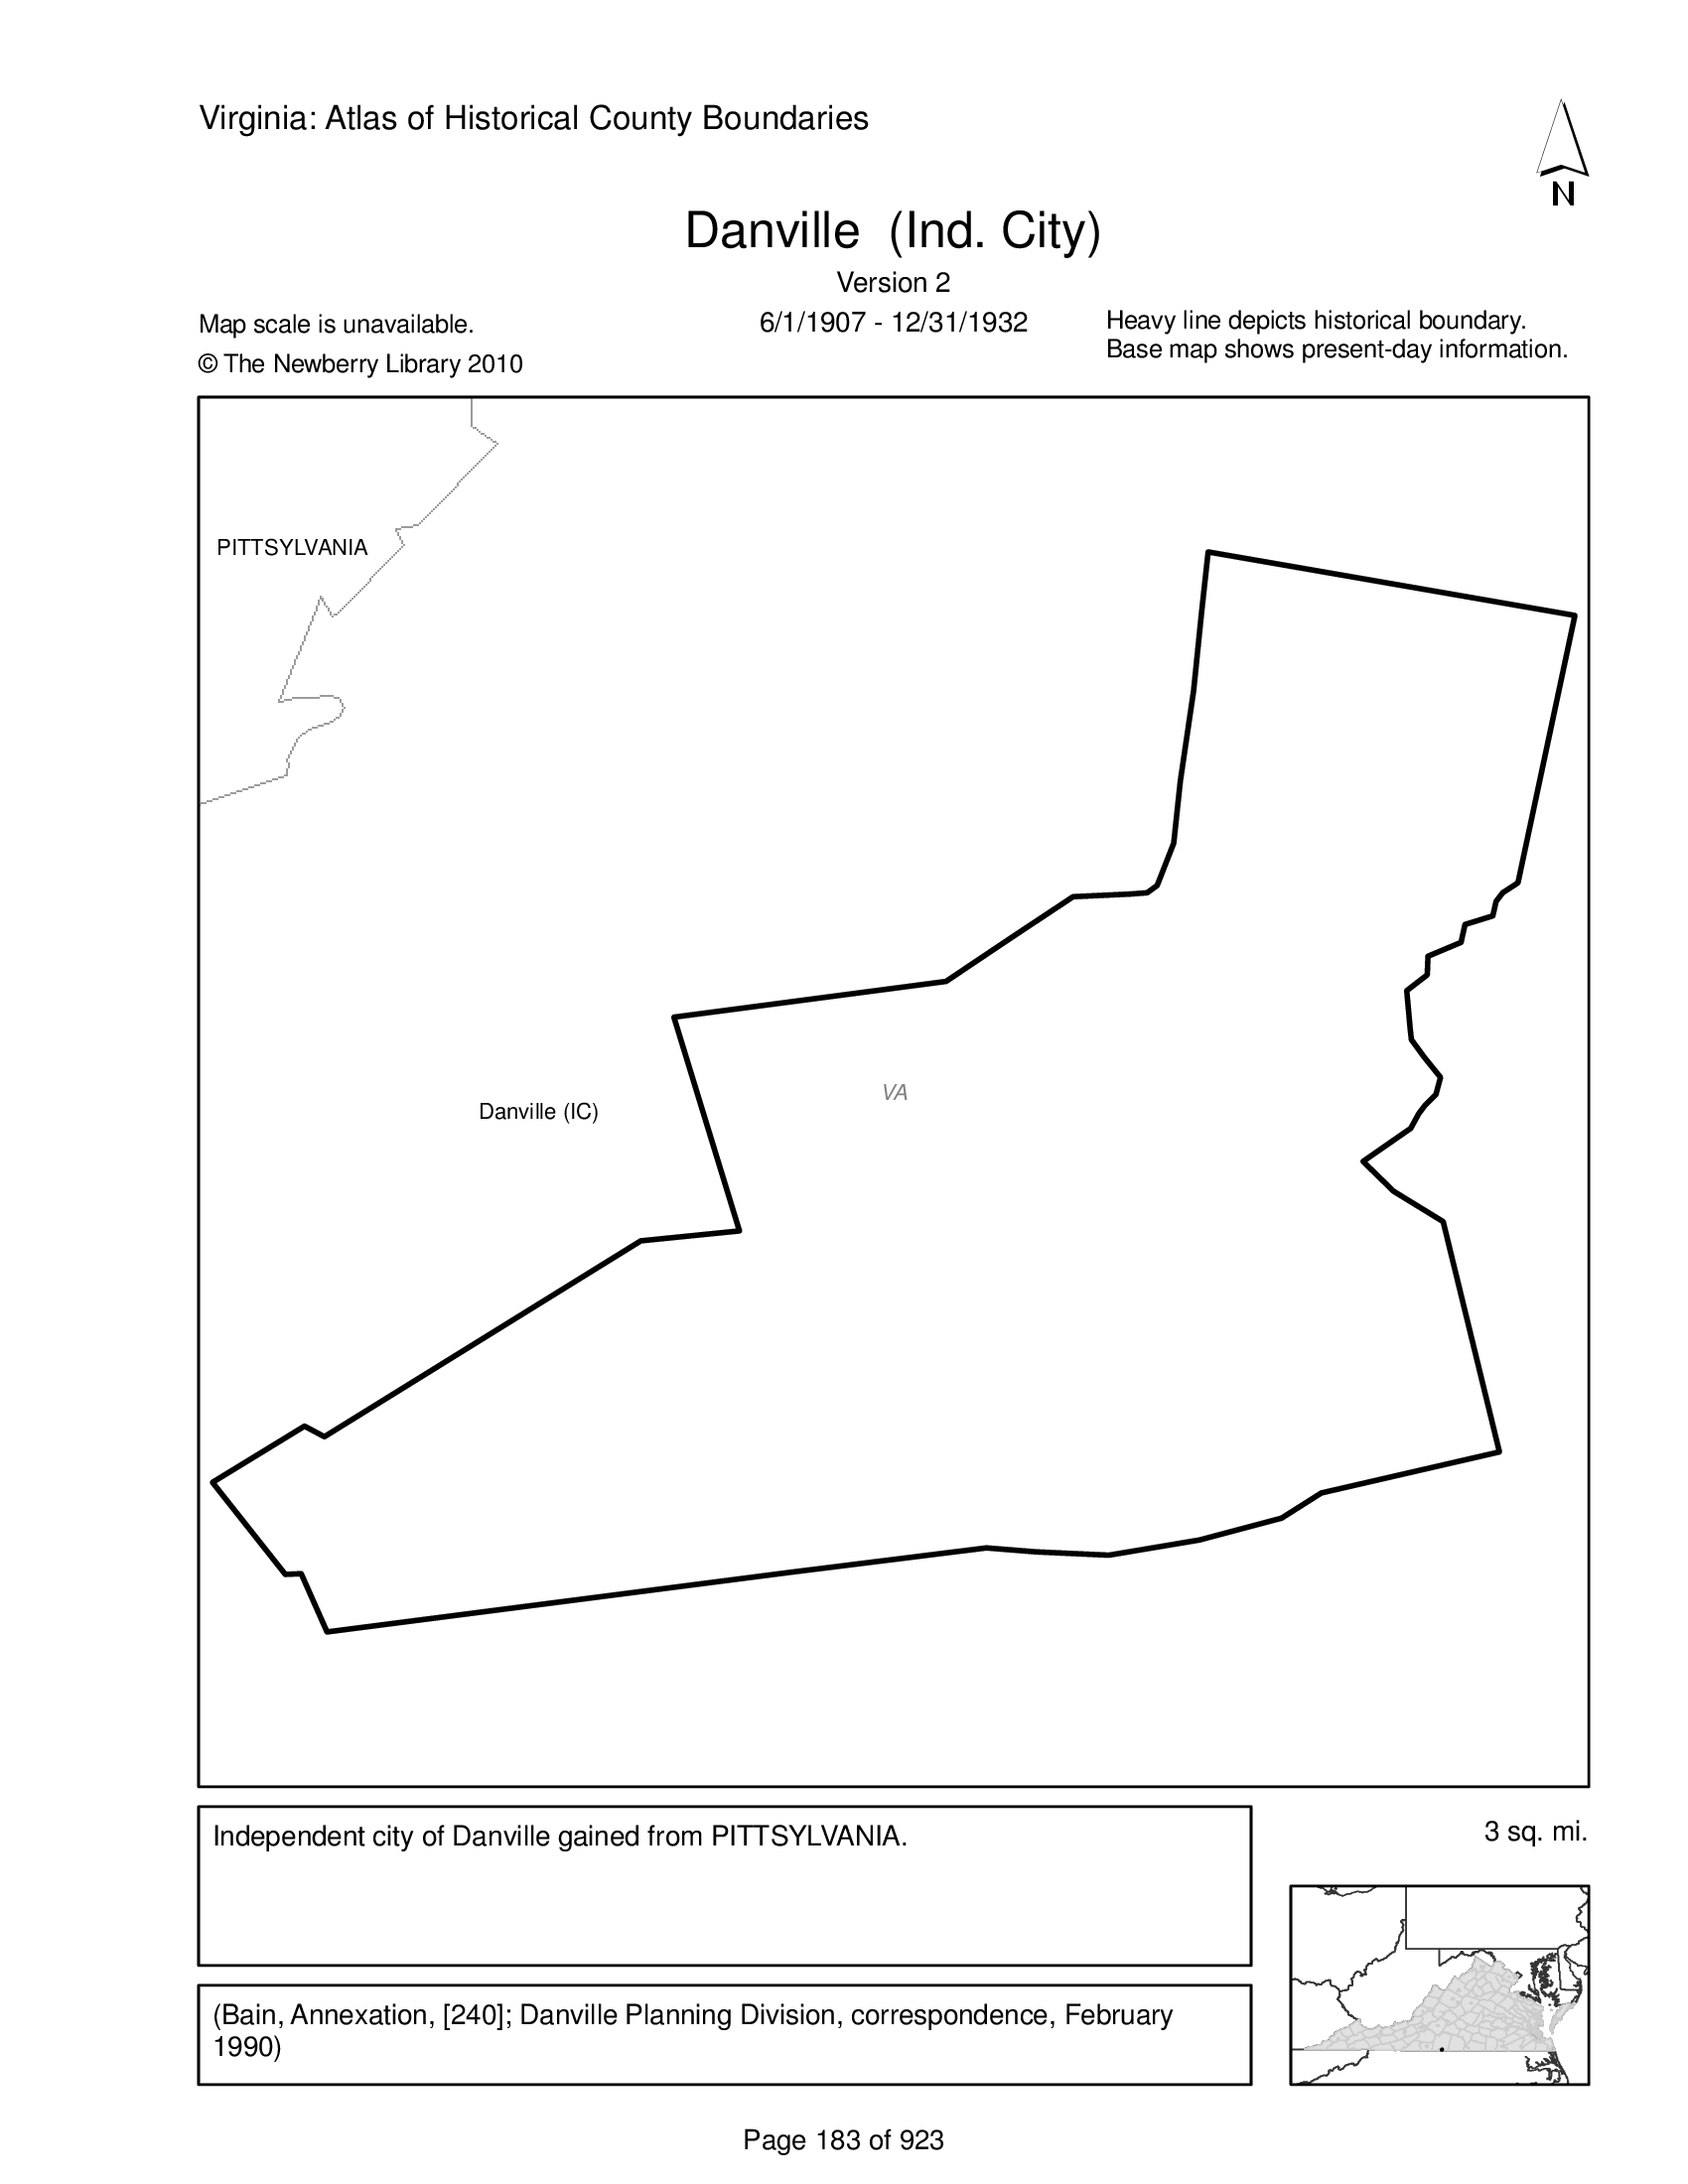 Virginia: Atlas of Historical County Boundaries
N
Danville (Ind. City)
Version 2
6/1/1907 - 12/31/1932
Map scale is unavailable.
© The Newberry Library 2010
Heavy line depicts historical boundary.
Base map shows present-day information.
PITTSYLVANIA
VA
Danville (IC)
Independent city of Danville gained from PITTSYLVANIA.
3 sq. mi.
(Bain, Annexation, [240]; Danville Planning Division, correspondence, February
1990)
Page 183 of 923